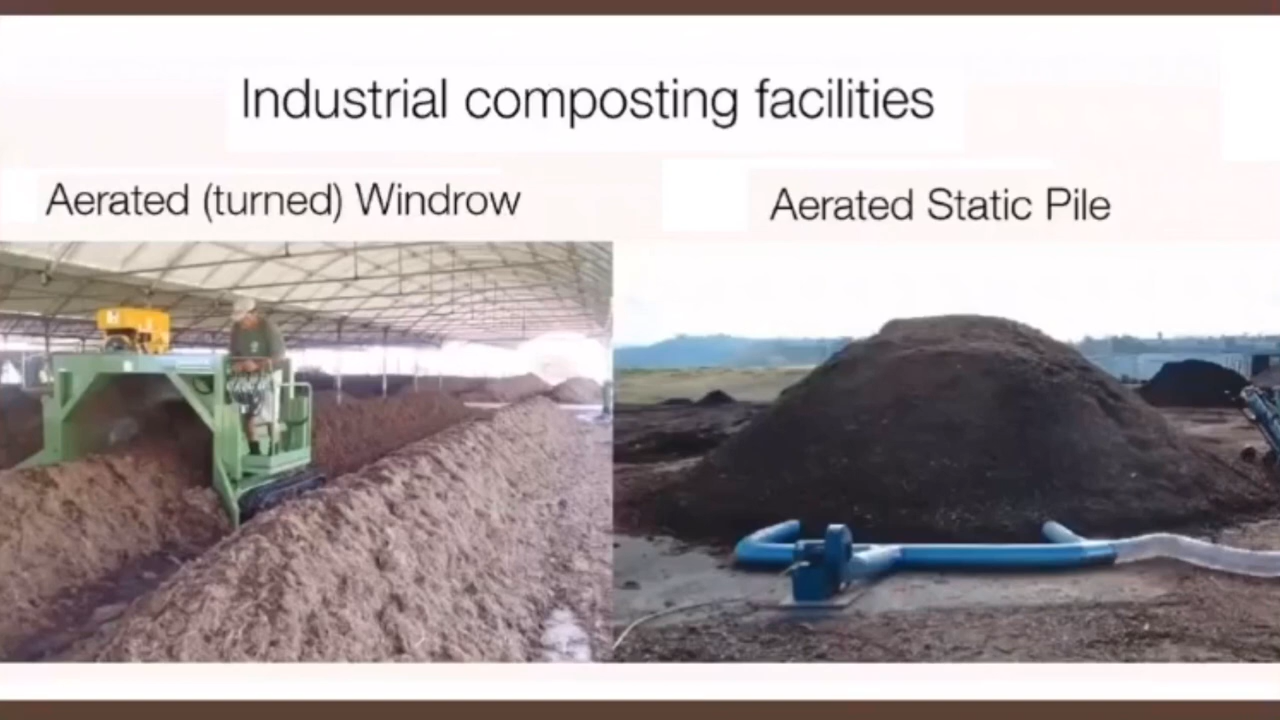 Industrial composting facilities
Aerated (turned) Windrow
Aerated Static Pile